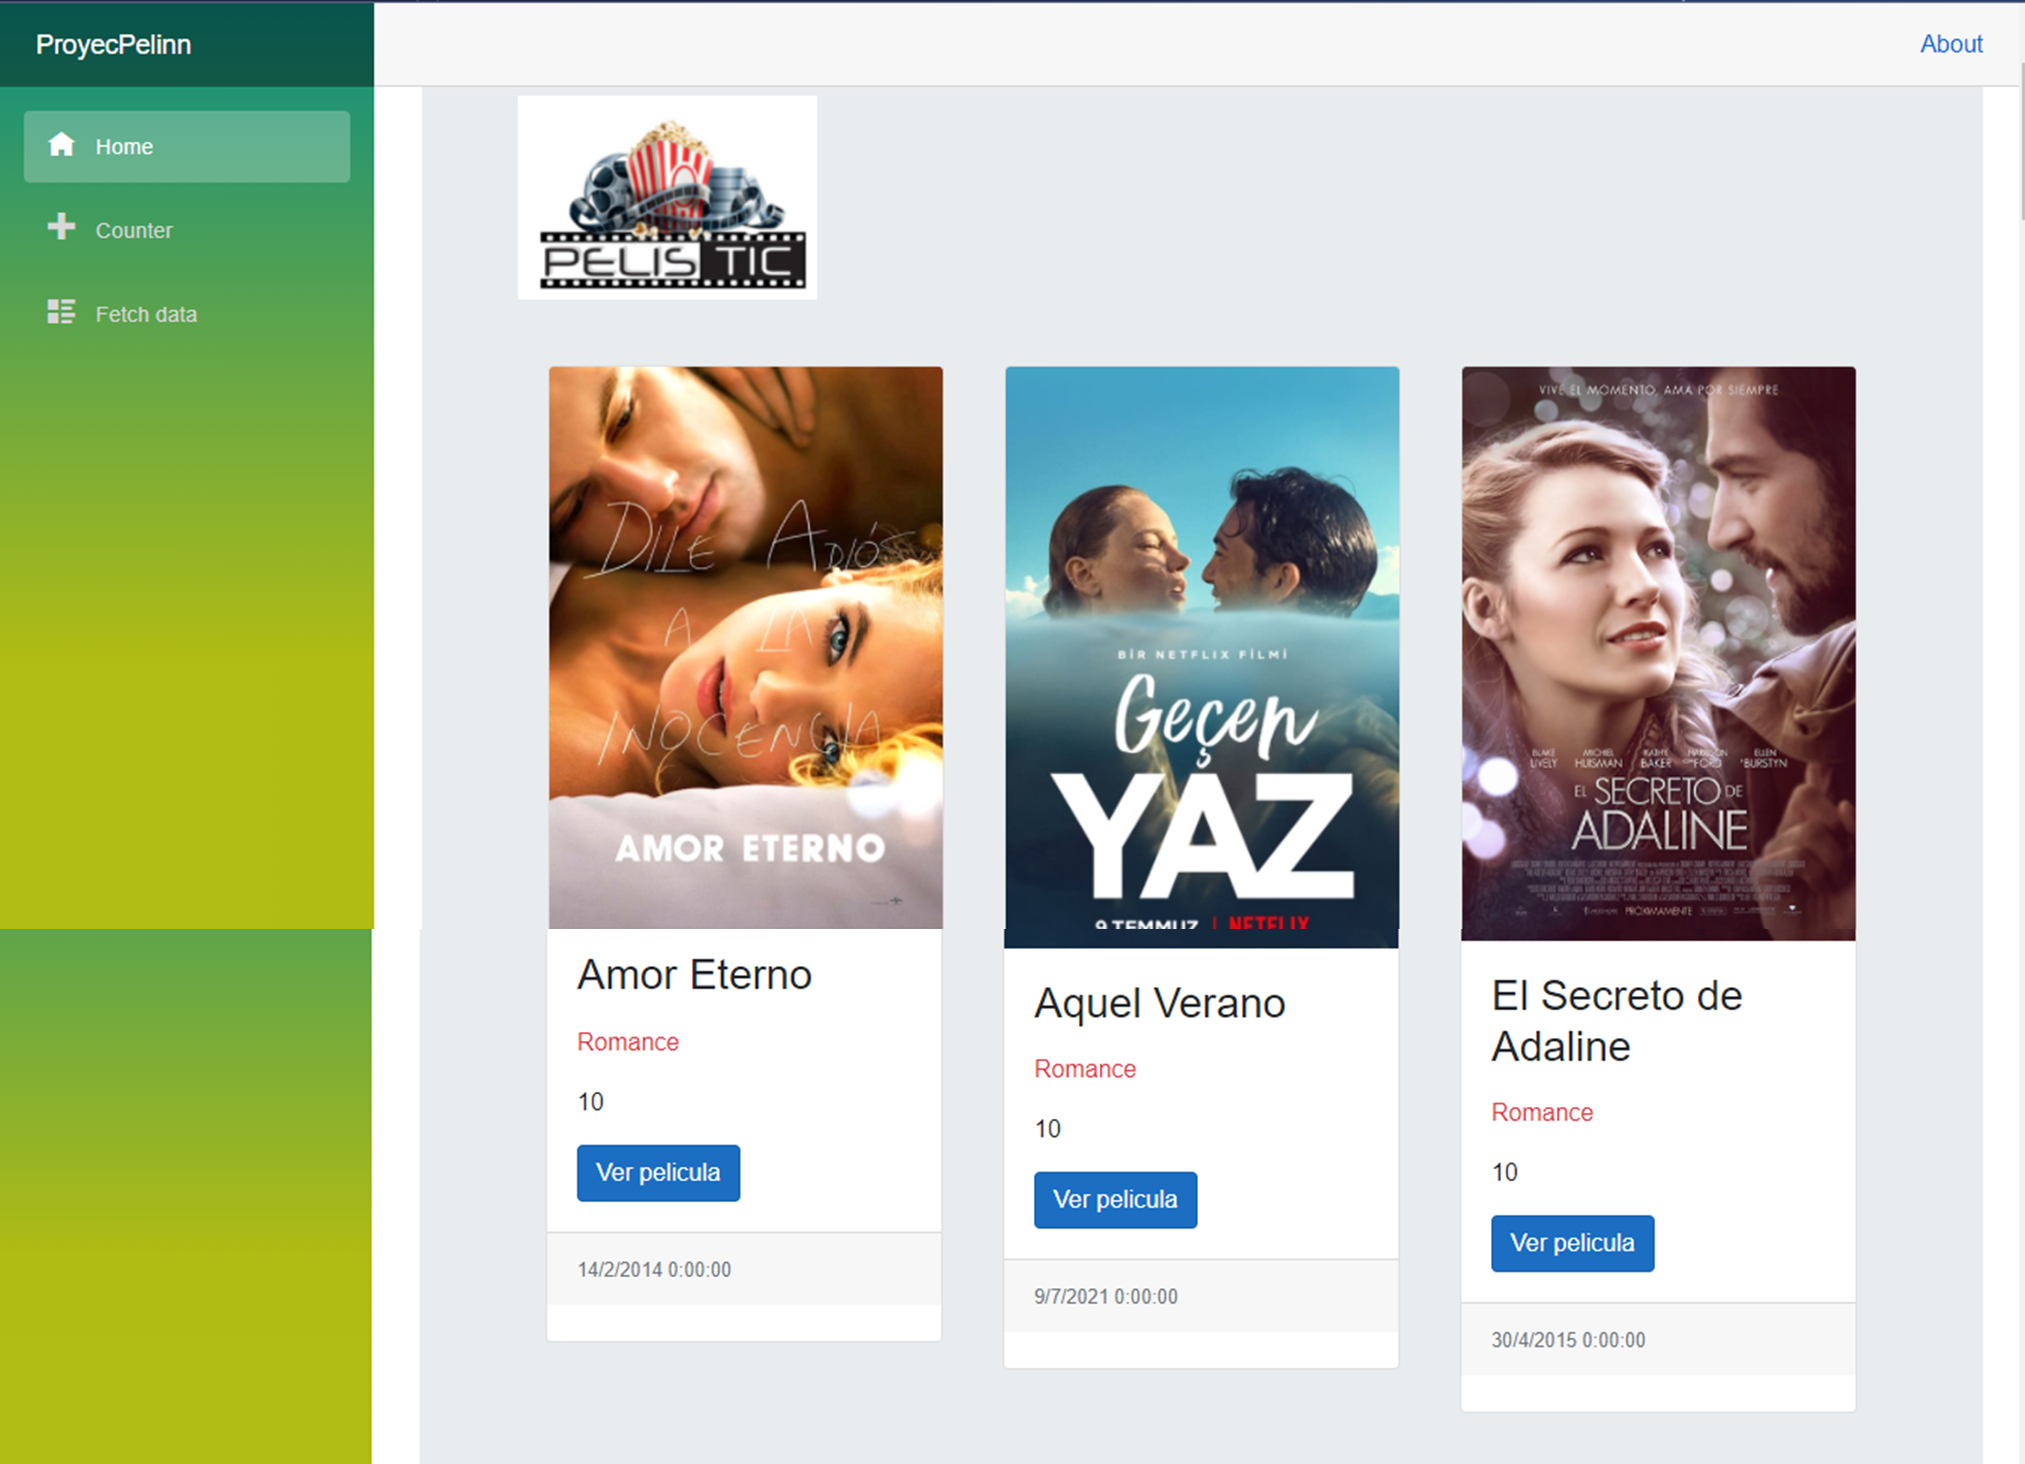 ProyecPelinn
About
Home
Counter
Fetch data
PELIS TIC
DILE ADIÓS
A LA
INOCENCIA
AMOR ETERNO
BİR NETFLIX FİLMİ
Geçen
YAZ
9 TEMMUZ | NETFLIX
VIVE EL MOMENTO, AMA POR SIEMPRE
BLAKE LIVELY MICHIEL HUISMAN KATHY BAKER HARRISON FORD ELLEN BURSTYN
EL SECRETO DE
ADALINE
PRÓXIMAMENTE
Amor Eterno
Romance
10
Ver pelicula
14/2/2014 0:00:00
Aquel Verano
Romance
10
Ver pelicula
9/7/2021 0:00:00
El Secreto de
Adaline
Romance
10
Ver pelicula
30/4/2015 0:00:00